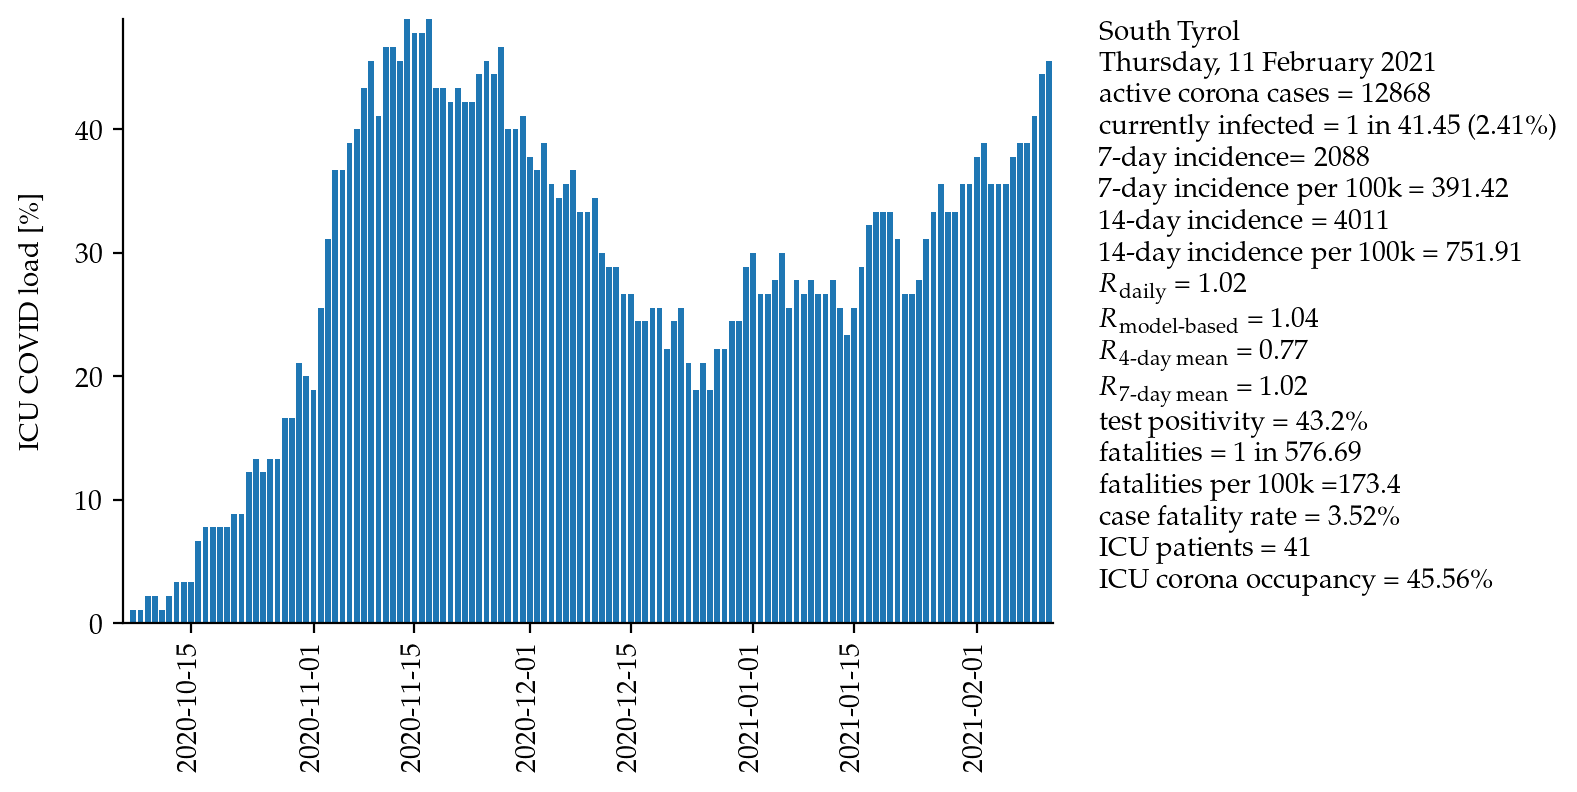 South Tyrol
Thursday, 11 February 2021
active corona cases = 12868
currently infected = 1 in 41.45 (2.41%)
7-day incidence= 2088
7-day incidence per 100k = 391.42
14-day incidence = 4011
14-day incidence per 100k = 751.91
R daily = 1.02
R model-based = 1.04
R 4-day mean = 0.77
R 7-day mean = 1.02
test positivity = 43.2%
fatalities = 1 in 576.69
fatalities per 100k =173.4
case fatality rate = 3.52%
ICU patients = 41
ICU corona occupancy = 45.56%
ICU COVID load [%]
40
30
20
10
0
2020-10-15
2020-11-01
2020-11-15
2020-12-01
2020-12-15
2021-01-01
2021-01-15
2021-02-01